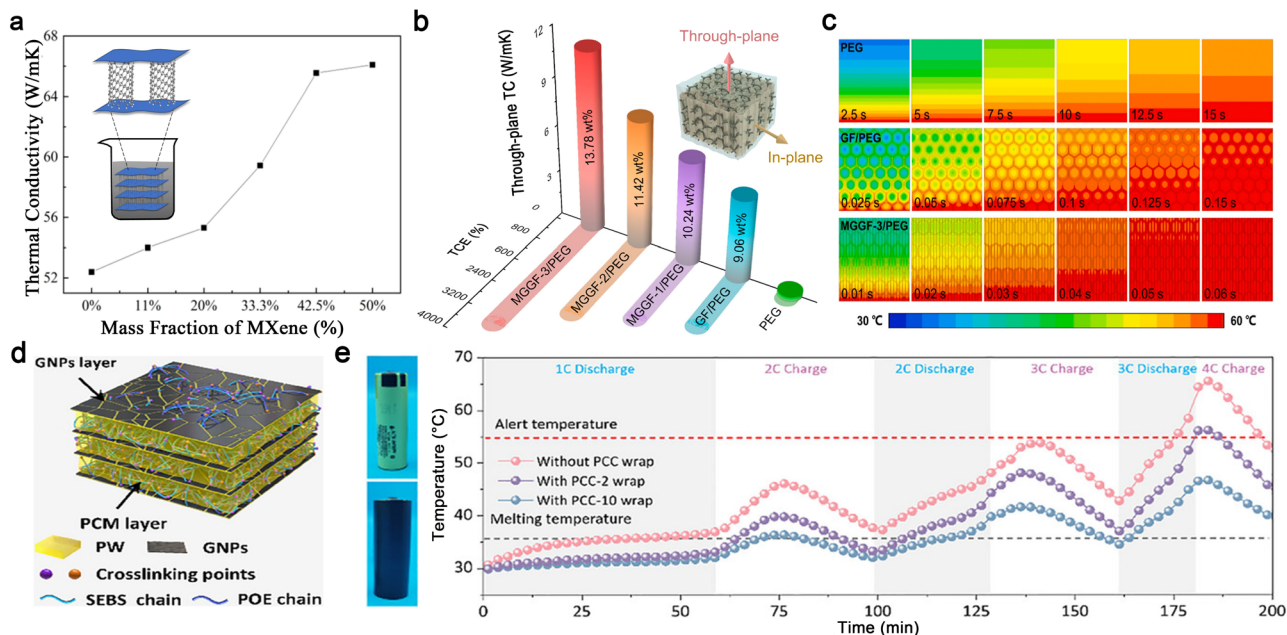 a
Thermal Conductivity (W/mK)
68
64
60
56
52
0% 11% 20% 33.3% 42.5% 50%
Mass Fraction of MXene (%)
b
Through-plane TC (W/mK)
12
9
6
3
0
TCE (%)
800
600
2400
3200
4000
13.78 wt%
11.42 wt%
10.24 wt%
9.06 wt%
MGGF-3/PEG
MGGF-2/PEG
MGGF-1/PEG
GF/PEG
PEG
Through-plane
In-plane
c
PEG
2.5 s 5 s 7.5 s 10 s 12.5 s 15 s
GF/PEG
0.025 s 0.05 s 0.075 s 0.1 s 0.125 s 0.15 s
MGGF-3/PEG
0.01 s 0.02 s 0.03 s 0.04 s 0.05 s 0.06 s
30 ℃ 60 ℃
d
GNPs layer
PCM layer
PW GNPs
Crosslinking points
SEBS chain POE chain
e
Temperature (°C)
70
60
50
40
30
1C Discharge 2C Charge 2C Discharge 3C Charge 3C Discharge 4C Charge
Alert temperature
Without PCC wrap
With PCC-2 wrap
With PCC-10 wrap
Melting temperature
0 25 50 75 100 125 150 175 200
Time (min)